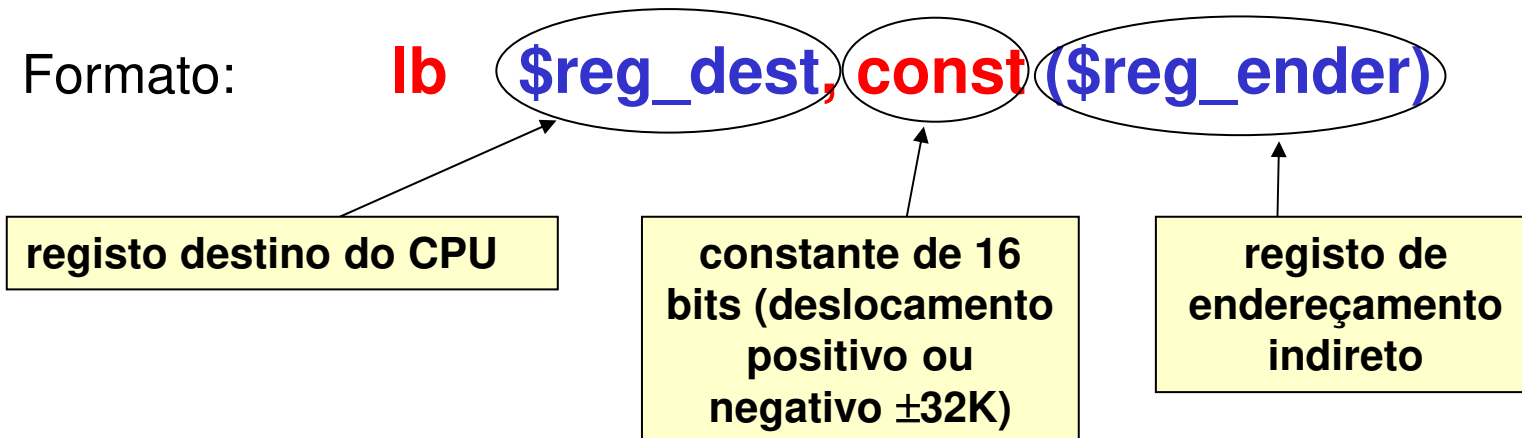 Formato: lb $reg_dest, const ($reg_ender)
registo destino do CPU
constante de 16
bits (deslocamento
positivo ou
negativo ±32K)
registo de
endereçamento
indireto